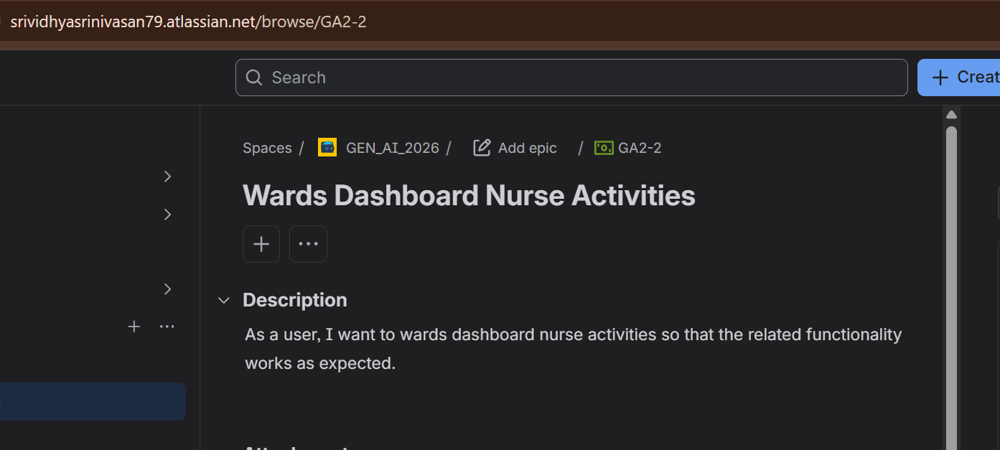 srividhyasrinivasan79.atlassian.net/browse/GA2-2
Search
+ Creat
Spaces / GEN_AI_2026 / Add epic / GA2-2
Wards Dashboard Nurse Activities
Description
As a user, I want to wards dashboard nurse activities so that the related functionality
works as expected.